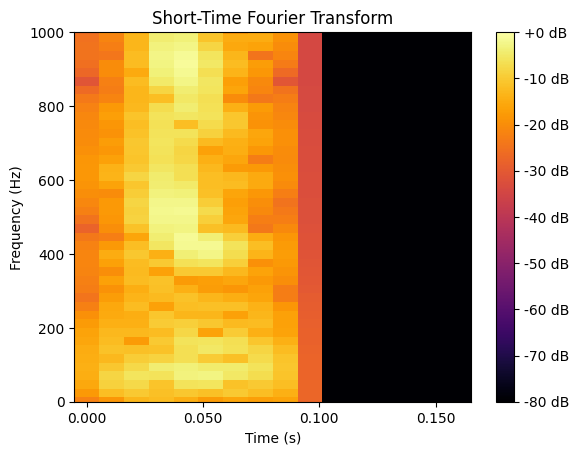 Short-Time Fourier Transform
1000
800
600
400
200
0
Frequency (Hz)
0.000
0.050
0.100
0.150
Time (s)
+0 dB
-10 dB
-20 dB
-30 dB
-40 dB
-50 dB
-60 dB
-70 dB
-80 dB